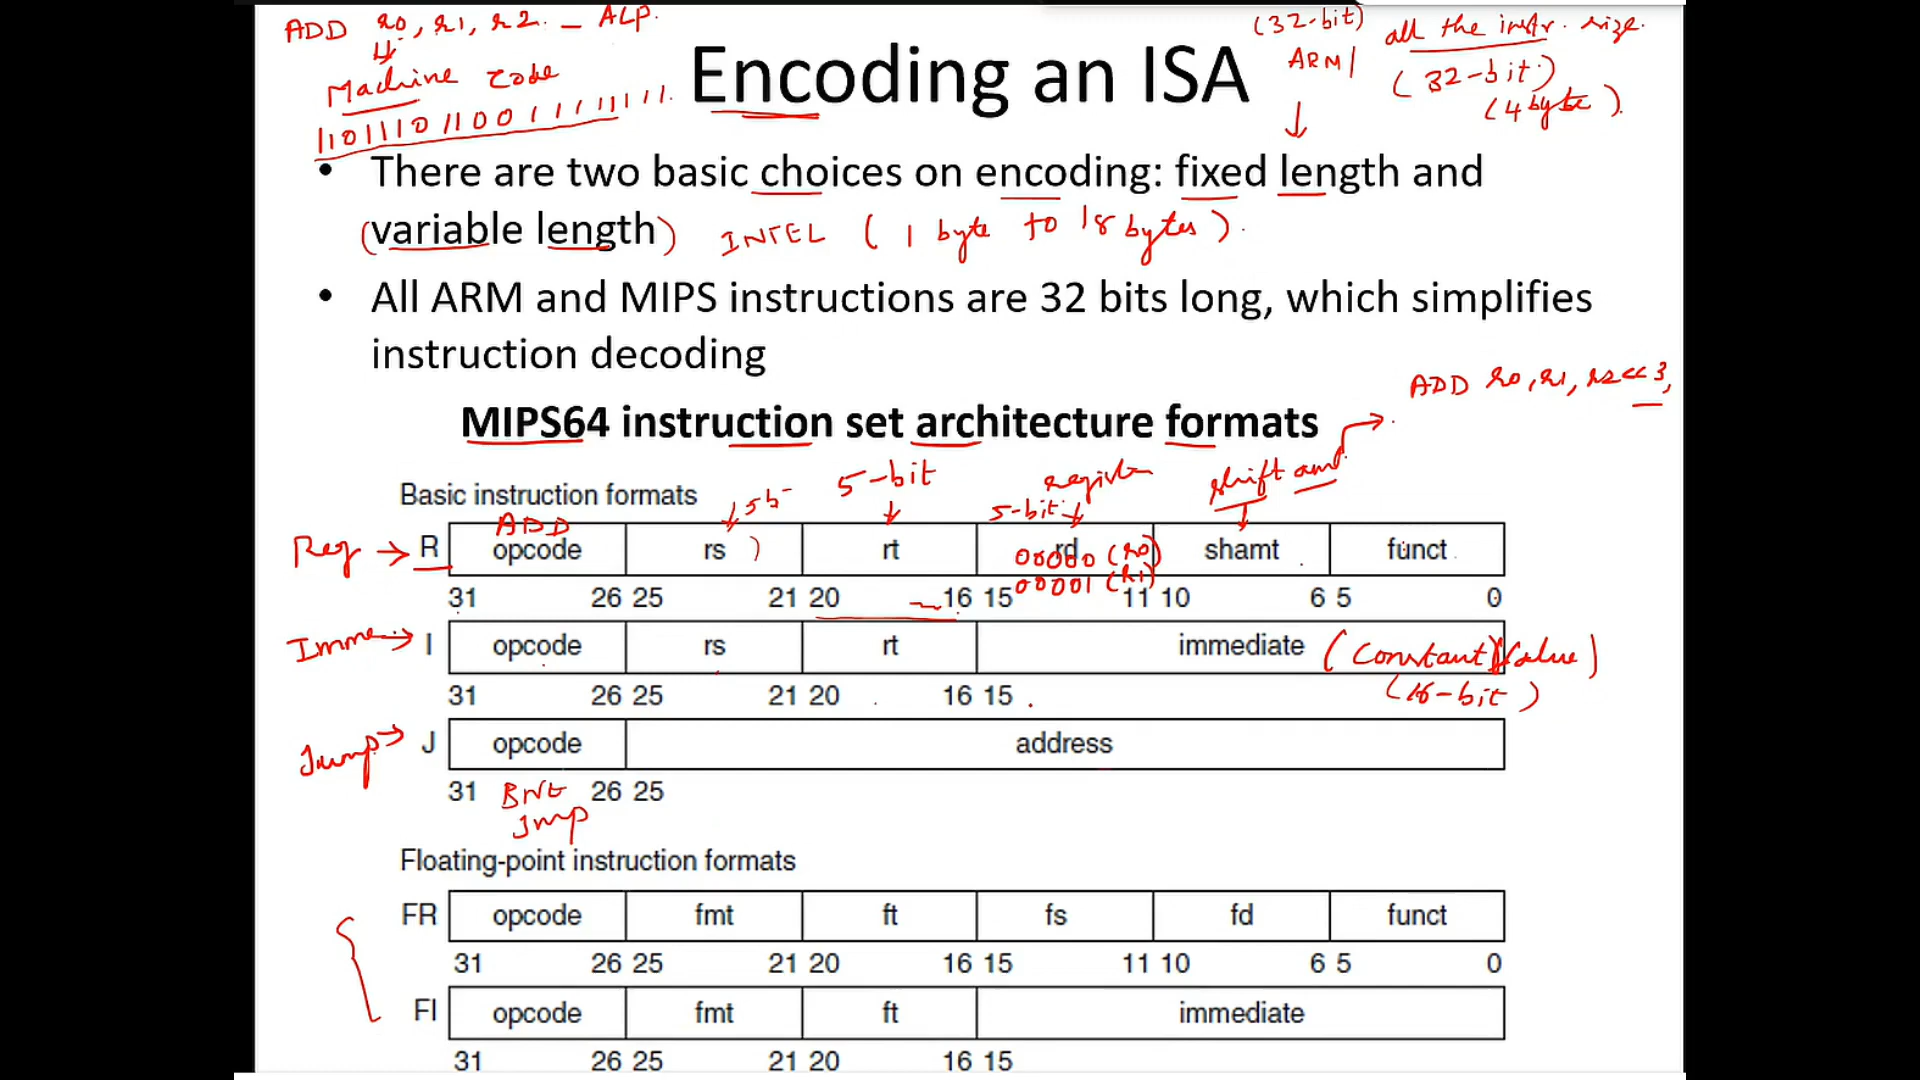 ADD r0, r1, r2. _ ALP.
Machine code
11011101100111111111.
Encoding an ISA
(32-bit)
ARM/
all the instr. size.
(32-bit)
(4 byte).
• There are two basic choices on encoding: fixed length and
(variable length) INTEL (1 byte to 18 bytes).
• All ARM and MIPS instructions are 32 bits long, which simplifies
instruction decoding
ADD r0, r1, r2<<3,
MIPS64 instruction set architecture formats
Basic instruction formats
5b
5-bit
register
5-bit
shift amt.
ADD
Reg → R opcode rs rt rd shamt funct
00000 (r0)
00001 (r1)
31 26 25 21 20 16 15 11 10 6 5 0
Imme → I opcode rs rt immediate (constant)(value)
31 26 25 21 20 16 15 (16-bit)
Jump → J opcode address
31 26 25
BNE
Jmp
Floating-point instruction formats
FR opcode fmt ft fs fd funct
31 26 25 21 20 16 15 11 10 6 5 0
FI opcode fmt ft immediate
31 26 25 21 20 16 15